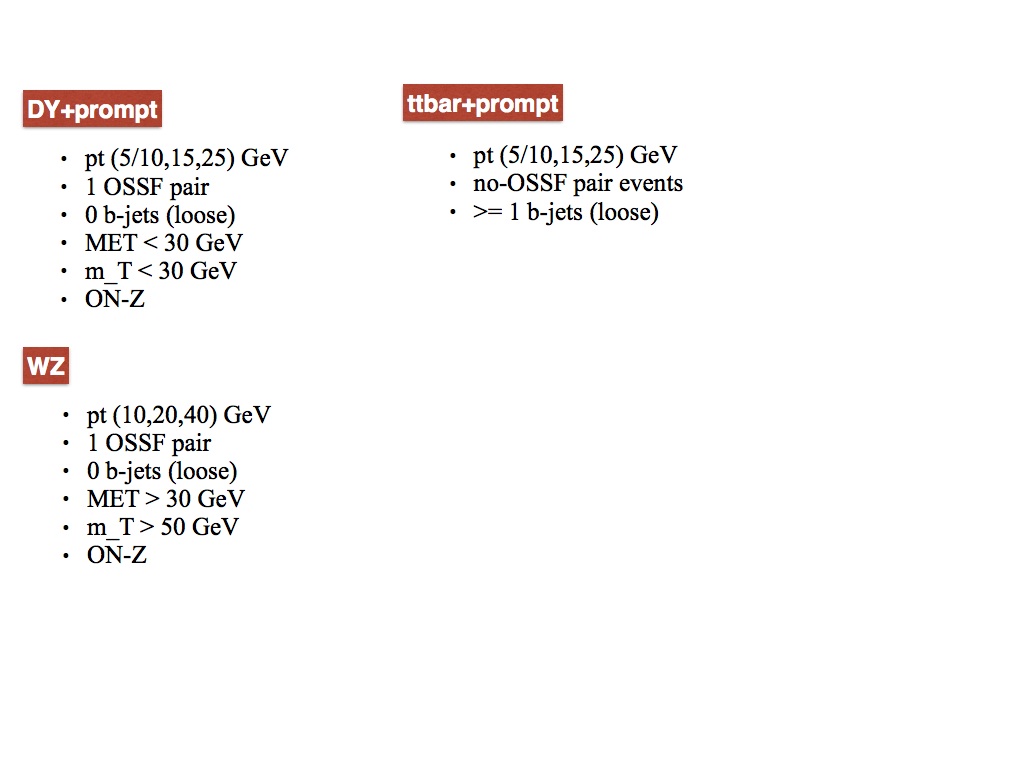 DY+prompt
• pt (5/10,15,25) GeV
• 1 OSSF pair
• 0 b-jets (loose)
• MET < 30 GeV
• m_T < 30 GeV
• ON-Z
WZ
• pt (10,20,40) GeV
• 1 OSSF pair
• 0 b-jets (loose)
• MET > 30 GeV
• m_T > 50 GeV
• ON-Z
ttbar+prompt
• pt (5/10,15,25) GeV
• no-OSSF pair events
• >= 1 b-jets (loose)